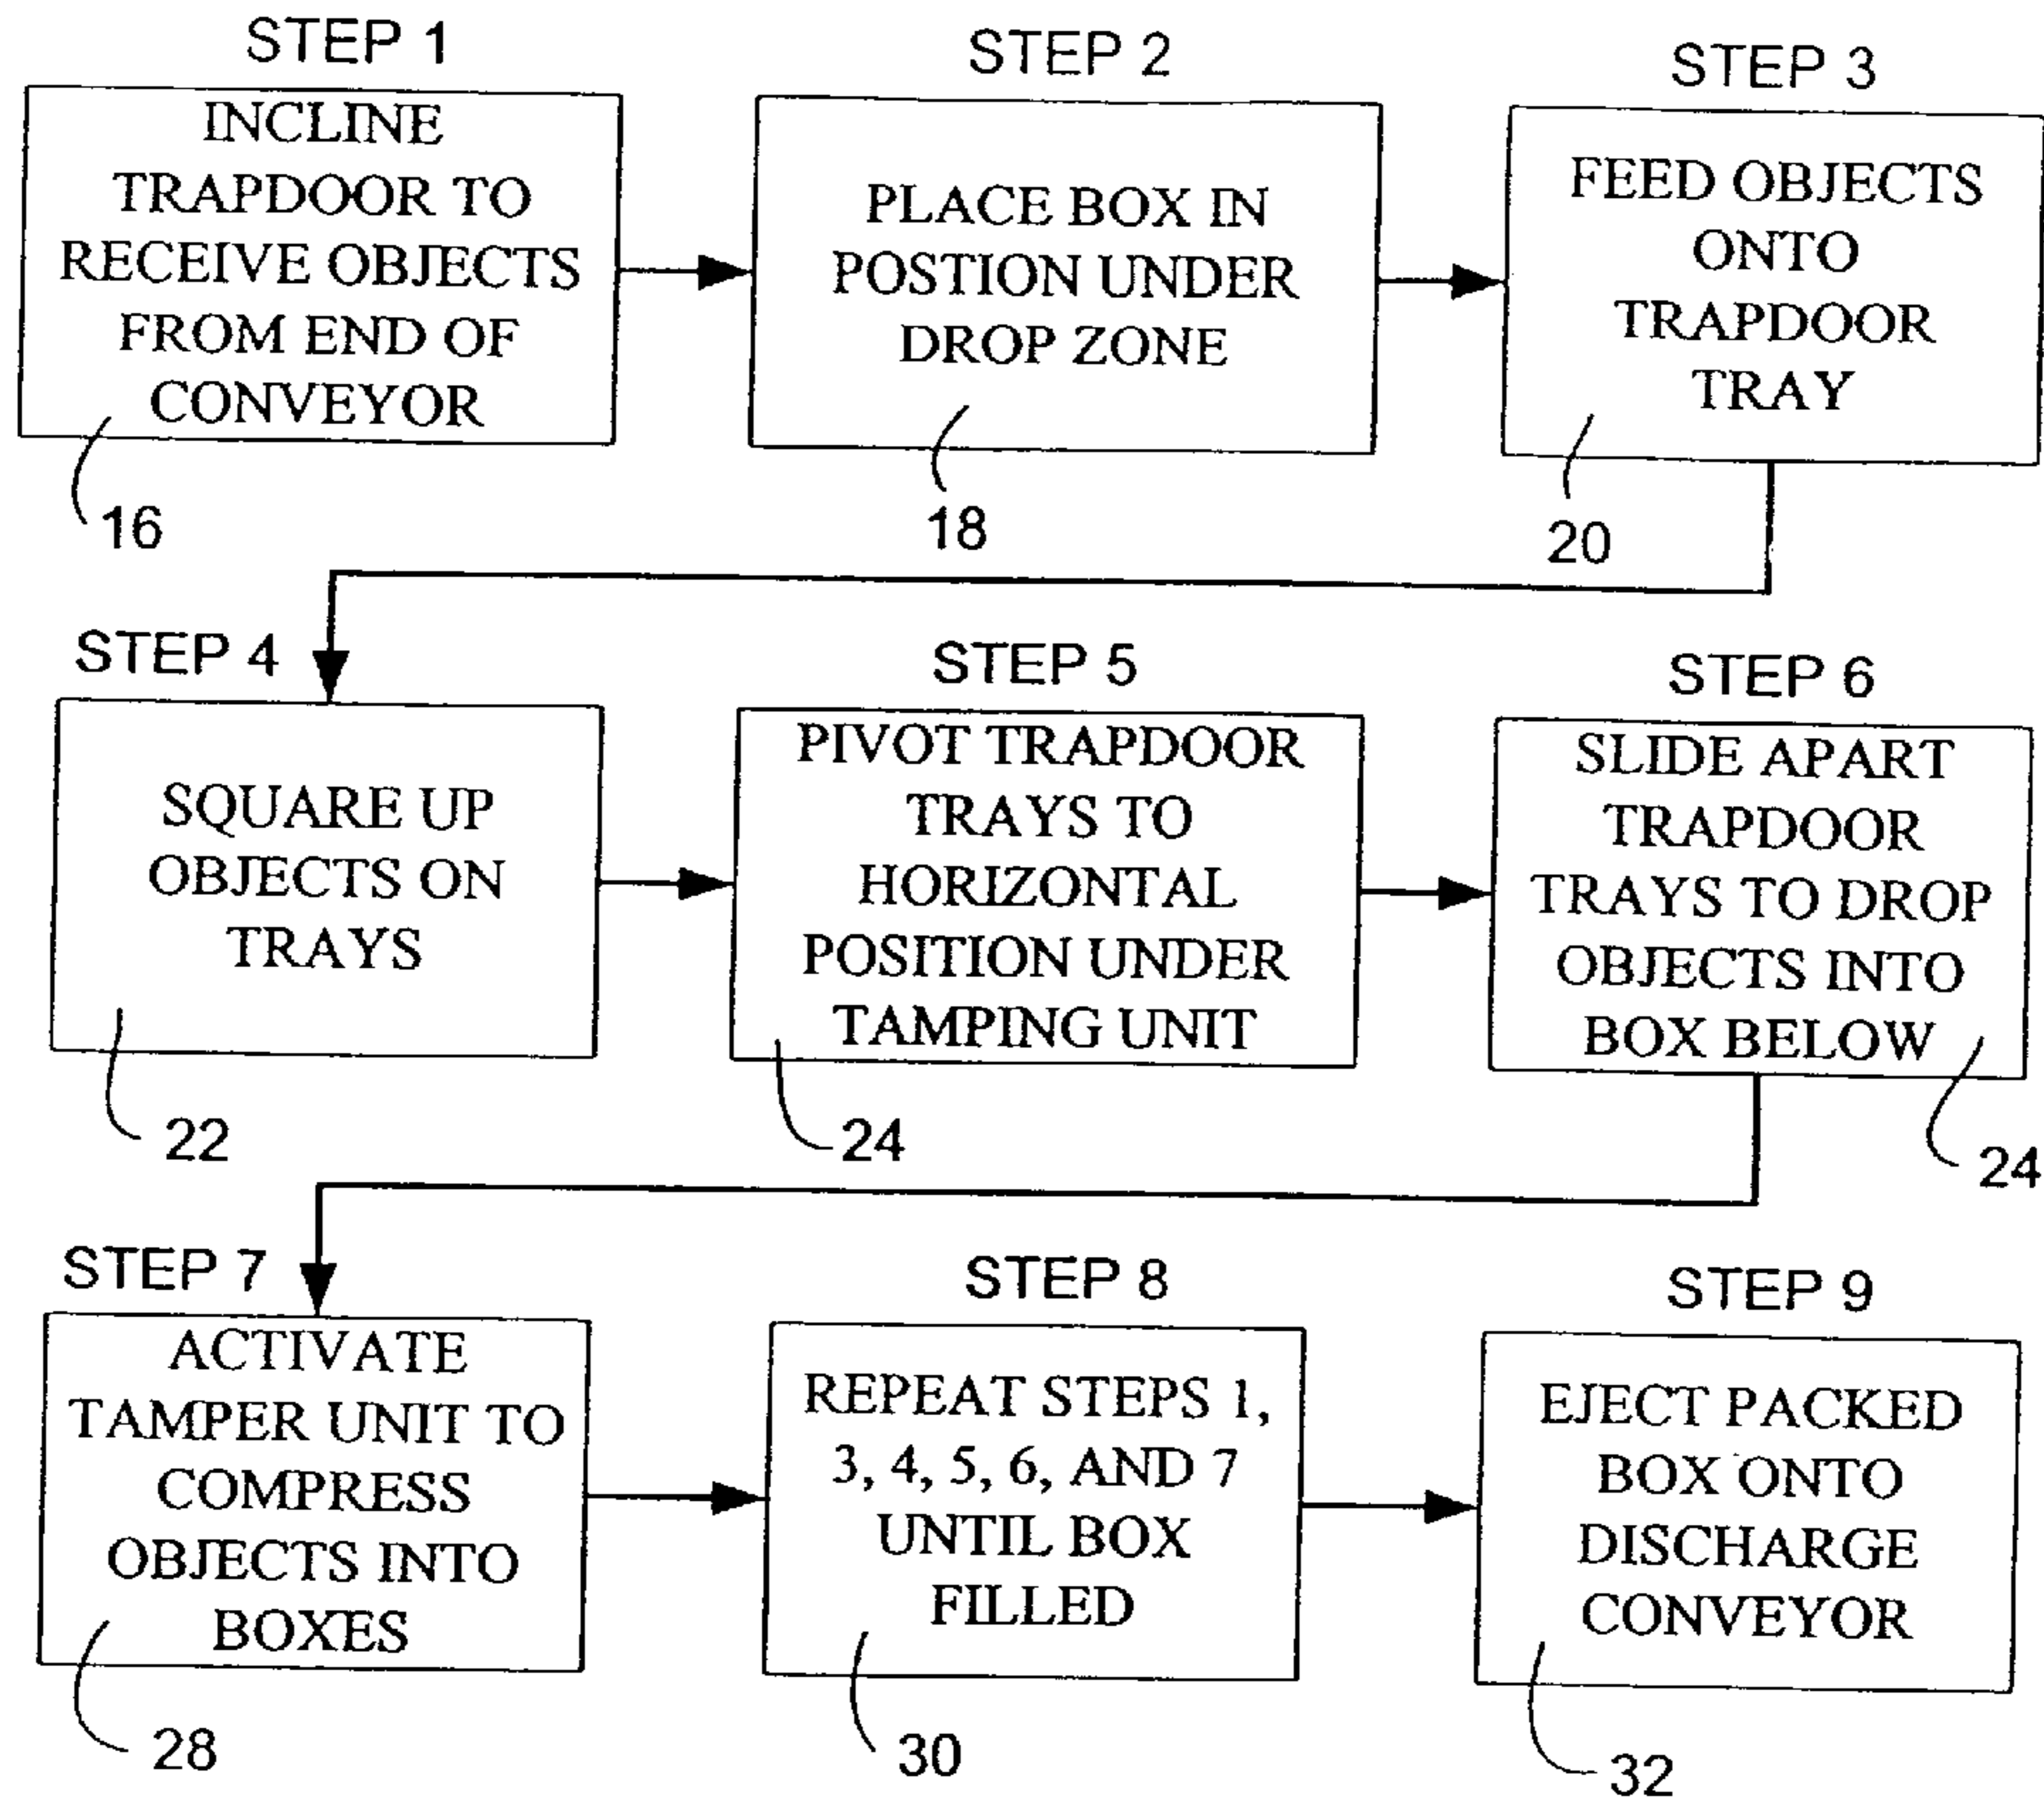 STEP 1
INCLINE
TRAPDOOR TO
RECEIVE OBJECTS
FROM END OF
CONVEYOR
16
STEP 2
PLACE BOX IN
POSTION UNDER
DROP ZONE
18
STEP 3
FEED OBJECTS
ONTO
TRAPDOOR
TRAY
20
STEP 4
SQUARE UP
OBJECTS ON
TRAYS
22
STEP 5
PIVOT TRAPDOOR
TRAYS TO
HORIZONTAL
POSITION UNDER
TAMPING UNIT
24
STEP 6
SLIDE APART
TRAPDOOR
TRAYS TO DROP
OBJECTS INTO
BOX BELOW
24
STEP 7
ACTIVATE
TAMPER UNIT TO
COMPRESS
OBJECTS INTO
BOXES
28
STEP 8
REPEAT STEPS 1,
3, 4, 5, 6, AND 7
UNTIL BOX
FILLED
30
STEP 9
EJECT PACKED
BOX ONTO
DISCHARGE
CONVEYOR
32